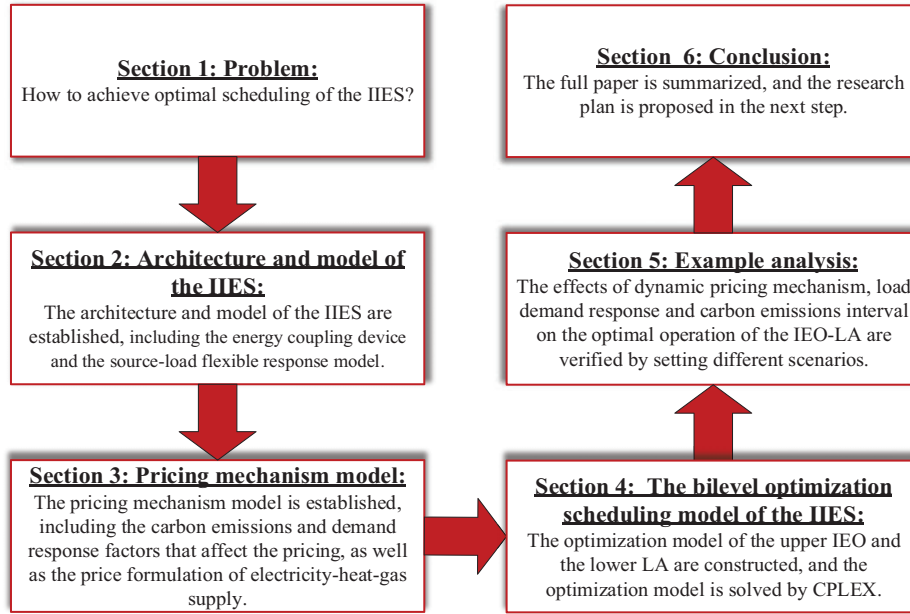 Section 1: Problem:
How to achieve optimal scheduling of the IIES?
Section 2: Architecture and model of
the IIES:
The architecture and model of the IIES are
established, including the energy coupling device
and the source-load flexible response model.
Section 3: Pricing mechanism model:
The pricing mechanism model is established,
including the carbon emissions and demand
response factors that affect the pricing, as well
as the price formulation of electricity-heat-gas
supply.
Section 4: The bilevel optimization
scheduling model of the IIES:
The optimization model of the upper IEO and
the lower LA are constructed, and the
optimization model is solved by CPLEX.
Section 5: Example analysis:
The effects of dynamic pricing mechanism, load
demand response and carbon emissions interval
on the optimal operation of the IEO-LA are
verified by setting different scenarios.
Section 6: Conclusion:
The full paper is summarized, and the research
plan is proposed in the next step.